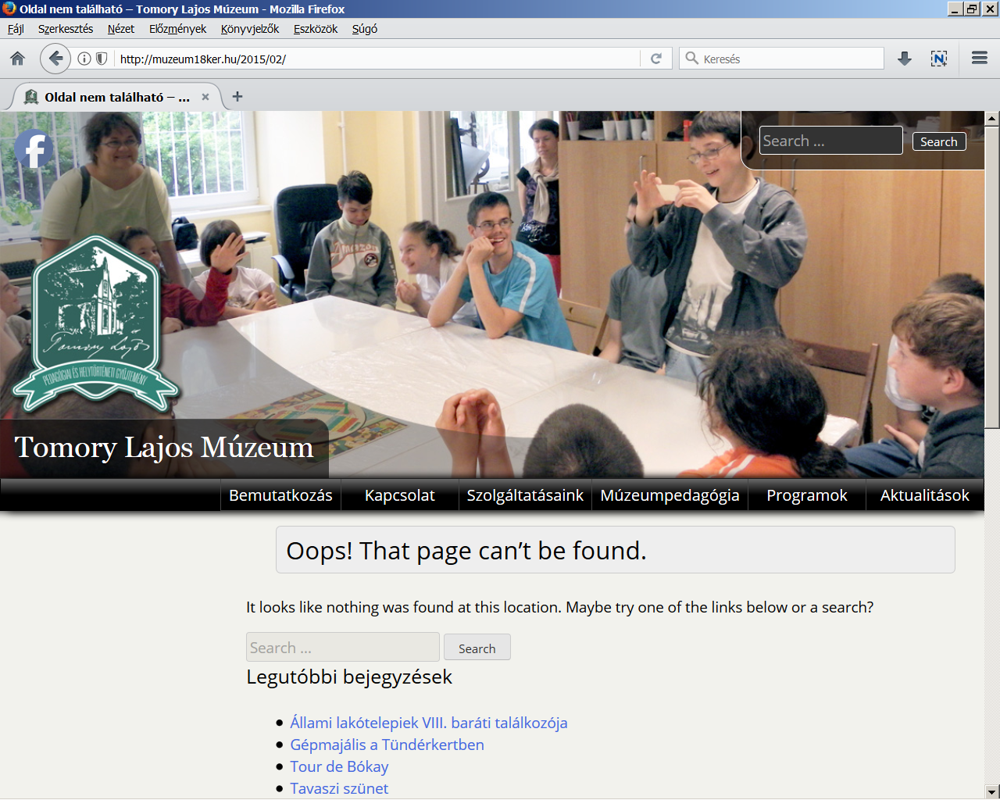 Oldal nem található – Tomory Lajos Múzeum - Mozilla Firefox
Fájl Szerkesztés Nézet Előzmények Könyvjelzők Eszközök Súgó
http://muzeum18ker.hu/2015/02/
Keresés
Oldal nem található – ...
Search ...
Search
Tomory Lajos
PEDAGÓGIAI ÉS HELYTÖRTÉNETI GYŰJTEMÉNY
Tomory Lajos Múzeum
Bemutatkozás Kapcsolat Szolgáltatásaink Múzeumpedagógia Programok Aktualitások
Oops! That page can’t be found.
It looks like nothing was found at this location. Maybe try one of the links below or a search?
Search ...
Search
Legutóbbi bejegyzések
Állami lakótelepiek VIII. baráti találkozója
Gépmajális a Tündérkertben
Tour de Bókay
Tavaszi szünet